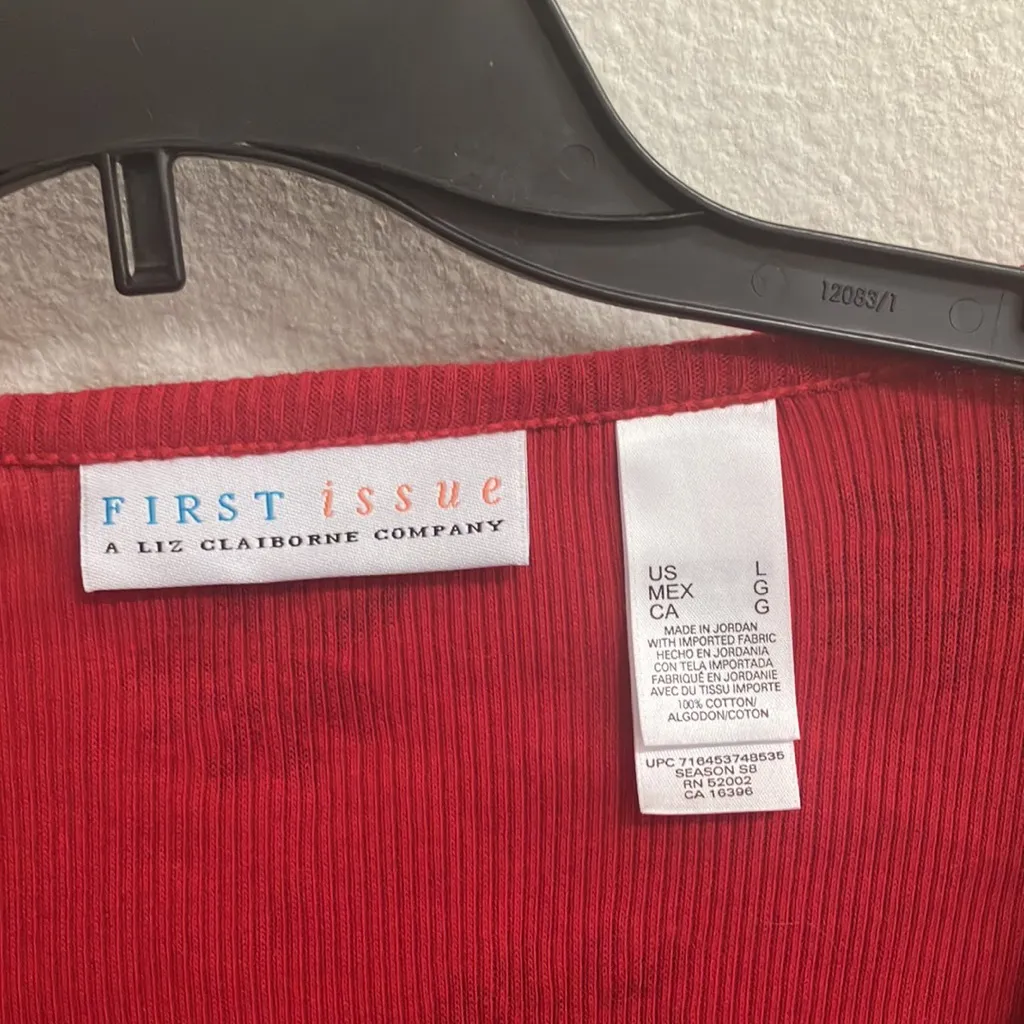 12083/1
FIRST issue
A LIZ CLAIBORNE COMPANY
US L
MEX G
CA G
MADE IN JORDAN
WITH IMPORTED FABRIC
HECHO EN JORDANIA
CON TELA IMPORTADA
FABRIQUÉ EN JORDANIE
AVEC DU TISSU IMPORTE
100% COTTON/
ALGODON/COTON
UPC 716453748535
SEASON S8
RN 52002
CA 16396